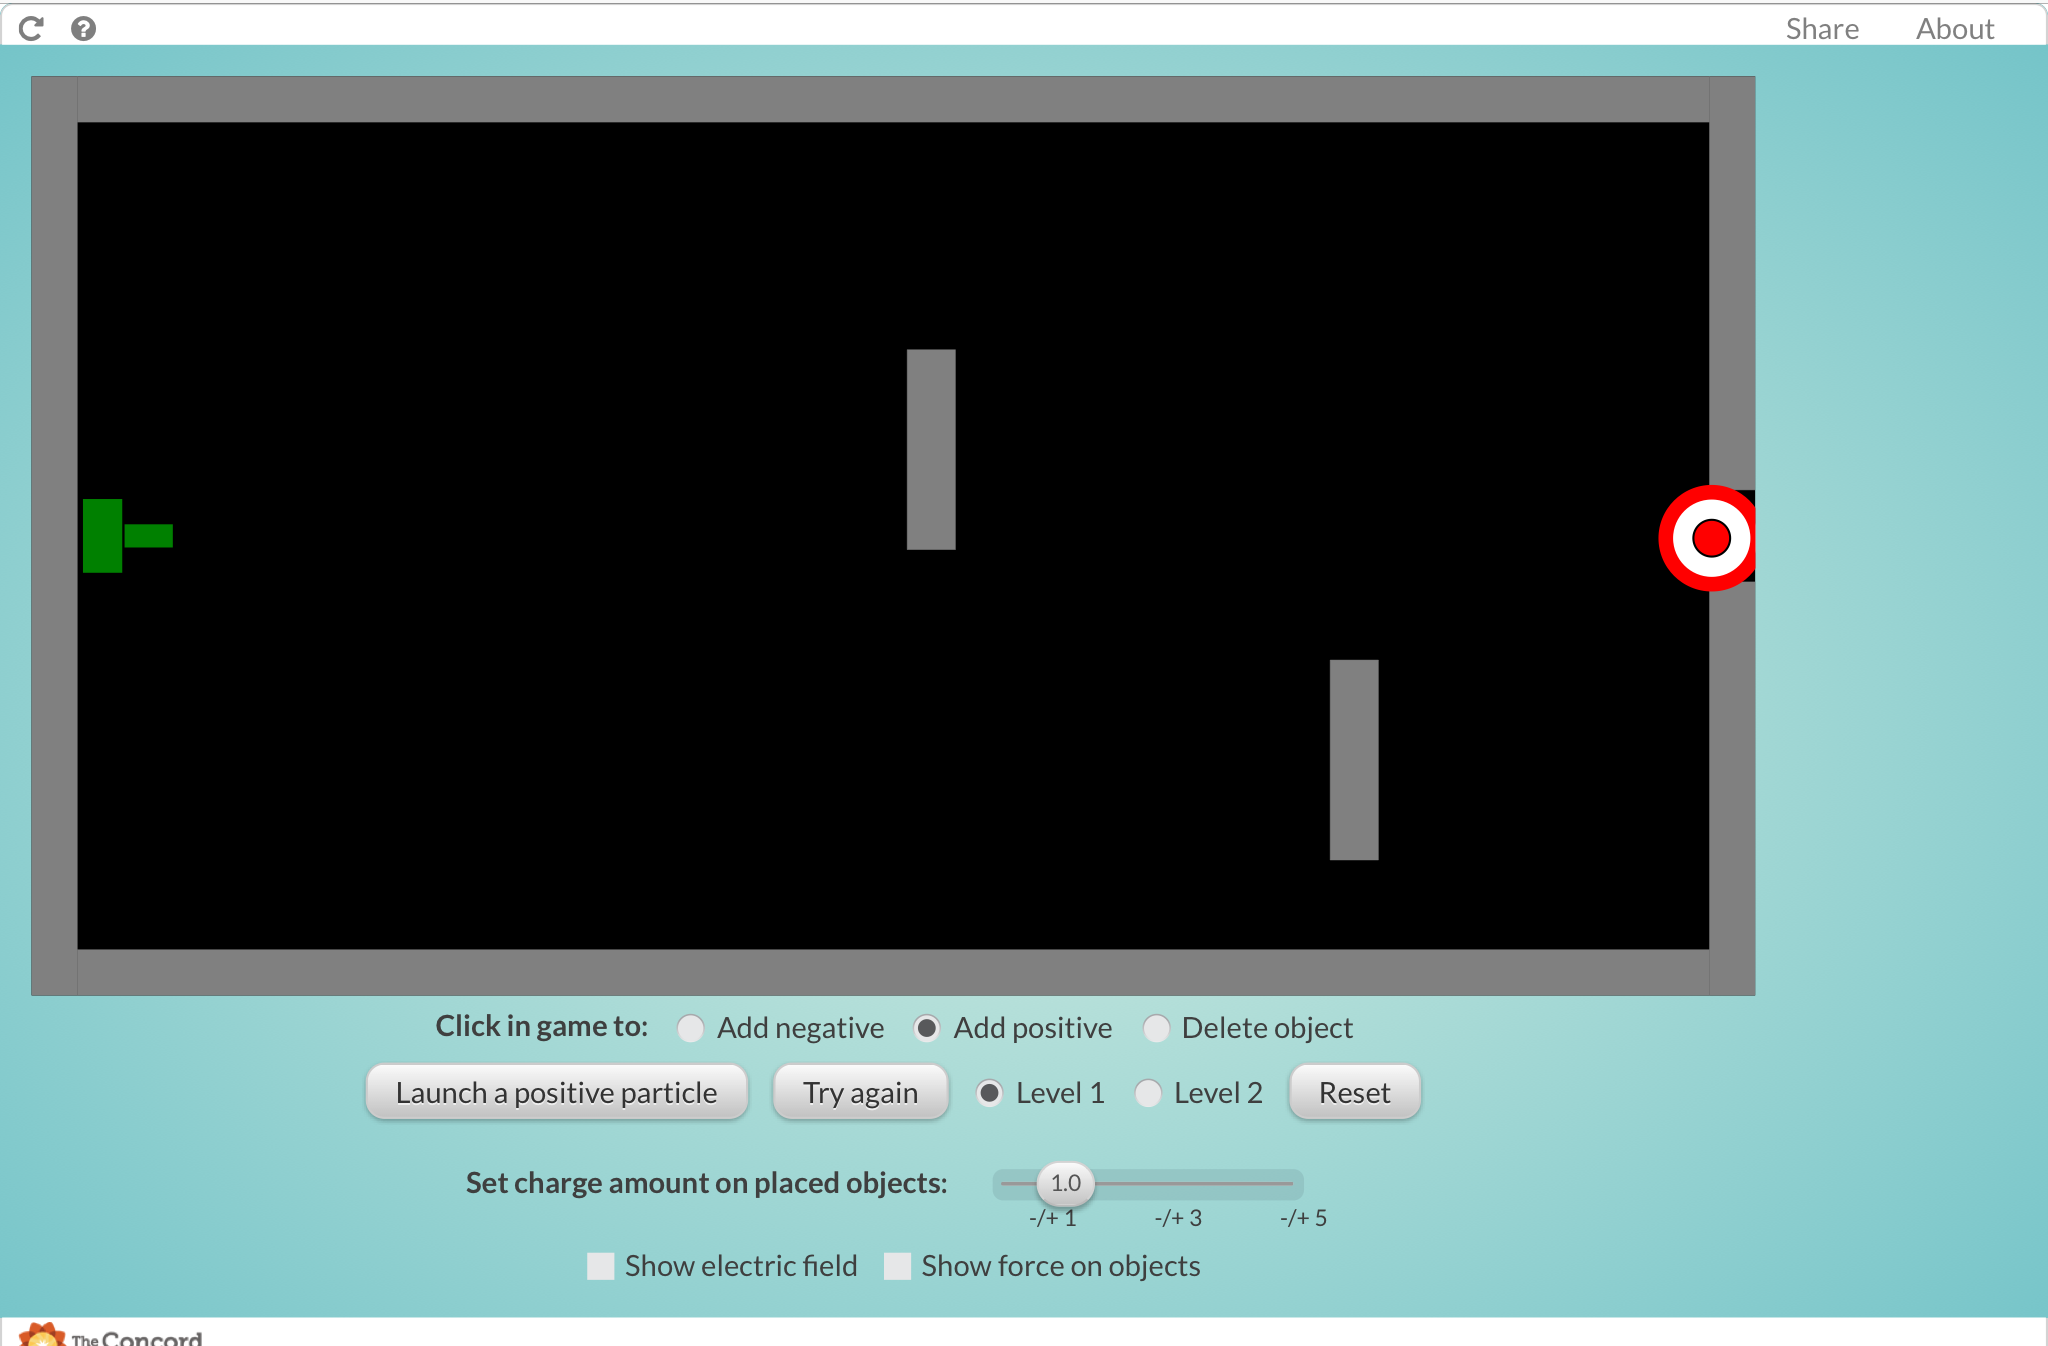 Share About
Click in game to: Add negative Add positive Delete object
Launch a positive particle Try again Level 1 Level 2 Reset
Set charge amount on placed objects: 1.0
-/+ 1 -/+ 3 -/+ 5
Show electric field Show force on objects
The Concord